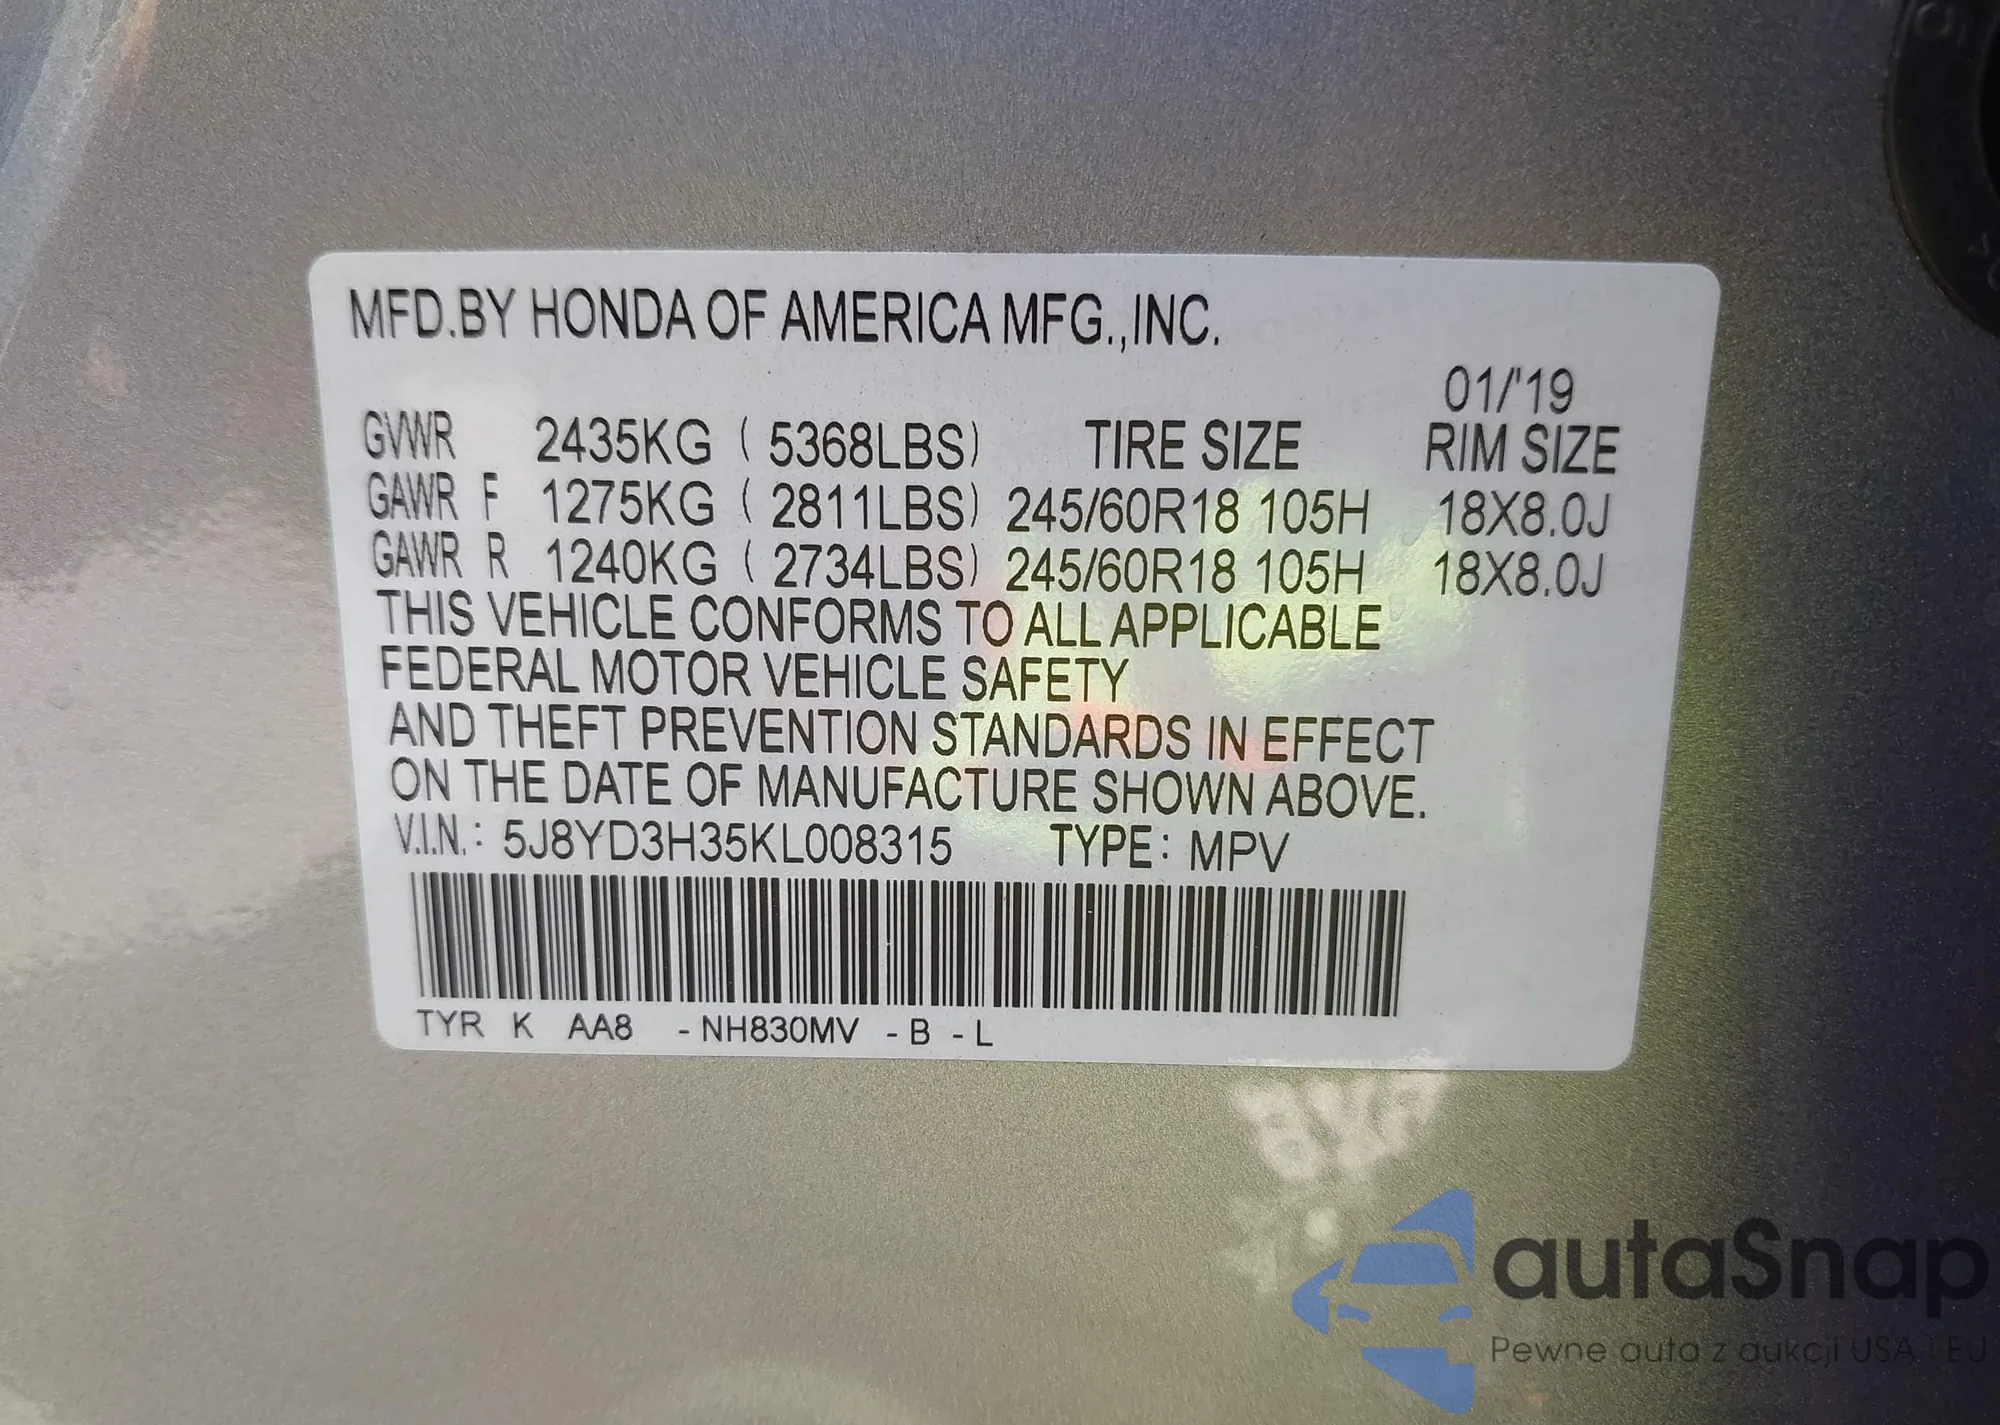 MFD.BY HONDA OF AMERICA MFG.,INC.
01/'19
GVWR 2435KG ( 5368LBS) TIRE SIZE RIM SIZE
GAWR F 1275KG ( 2811LBS) 245/60R18 105H 18X8.0J
GAWR R 1240KG ( 2734LBS) 245/60R18 105H 18X8.0J
THIS VEHICLE CONFORMS TO ALL APPLICABLE
FEDERAL MOTOR VEHICLE SAFETY
AND THEFT PREVENTION STANDARDS IN EFFECT
ON THE DATE OF MANUFACTURE SHOWN ABOVE.
V.I.N.: 5J8YD3H35KL008315 TYPE: MPV
TYR K AA8 -NH830MV -B -L
autaSnap
Pewne auta z aukcji USA i EU